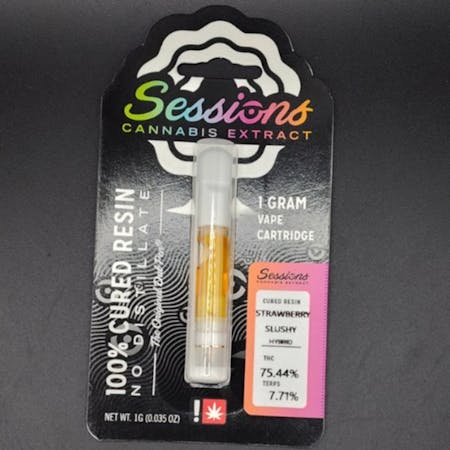 Sessions
CANNABIS EXTRACT
1 GRAM
VAPE
CARTRIDGE
100% CURED RESIN
NO DISTILLATE
Sessions
CANNABIS EXTRACT
CURED RESIN
STRAWBERRY
SLUSHY
HYBRID
THC
75.44%
TERPS
7.71%
NET WT. 1G (0.035 OZ)
!